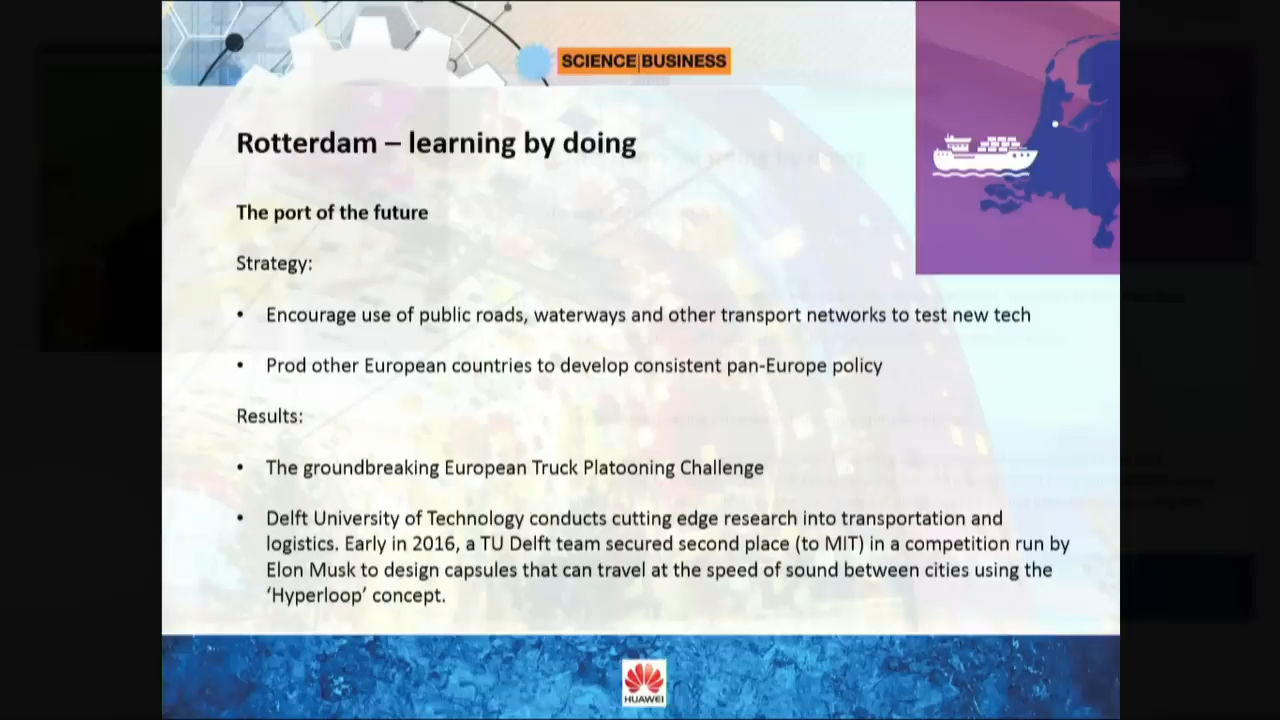 SCIENCE|BUSINESS
Rotterdam – learning by doing
The port of the future
Strategy:
• Encourage use of public roads, waterways and other transport networks to test new tech
• Prod other European countries to develop consistent pan-Europe policy
Results:
• The groundbreaking European Truck Platooning Challenge
• Delft University of Technology conducts cutting edge research into transportation and
logistics. Early in 2016, a TU Delft team secured second place (to MIT) in a competition run by
Elon Musk to design capsules that can travel at the speed of sound between cities using the
‘Hyperloop’ concept.
HUAWEI